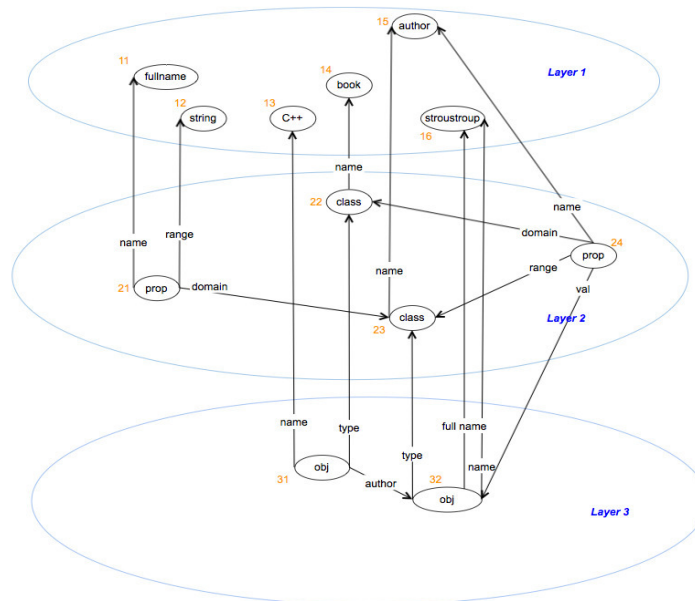 15
author
11
fullname
Layer 1
14
book
12
string
13
C++
stroustroup
16
name
22
class
name
24
domain
range
name
prop
range
21
prop
domain
name
val
class
Layer 2
23
name
type
full name
type
name
31
obj
author
32
obj
Layer 3